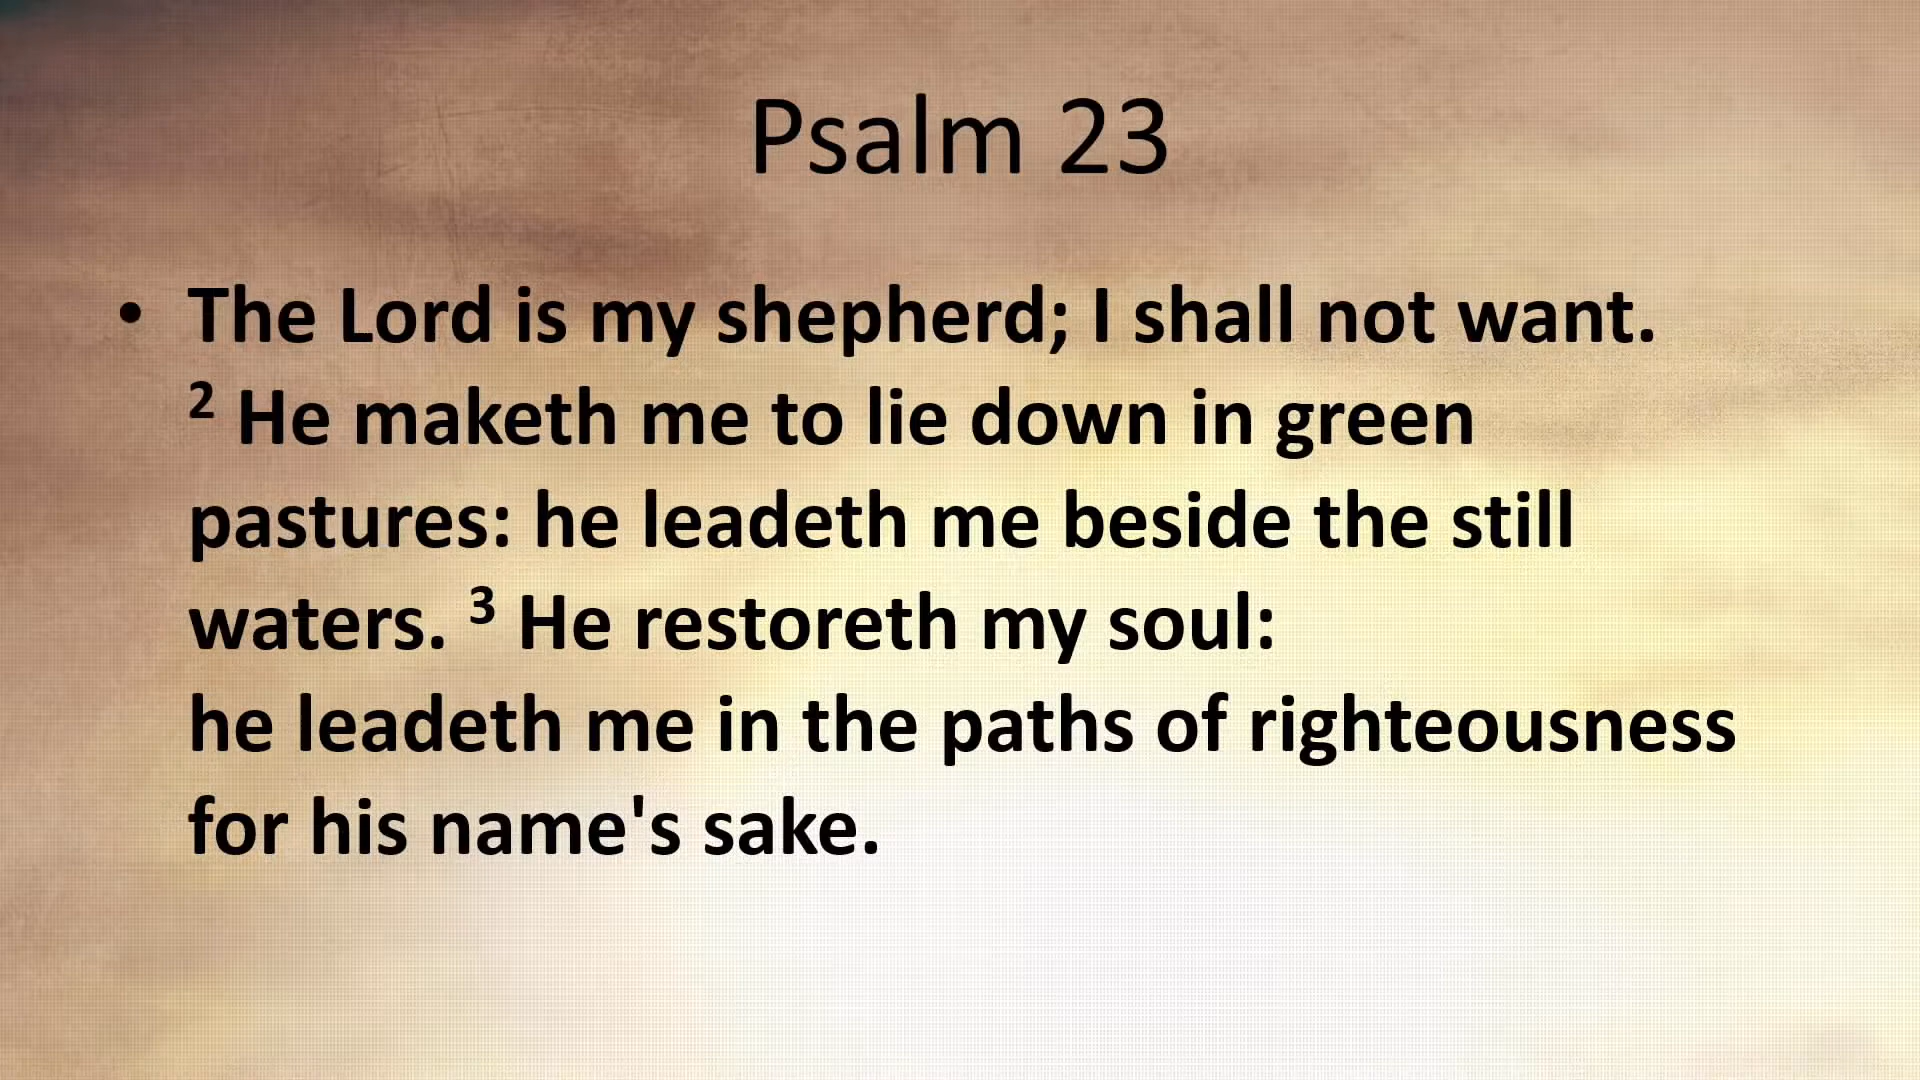 Psalm 23
• The Lord is my shepherd; I shall not want.
² He maketh me to lie down in green
pastures: he leadeth me beside the still
waters. ³ He restoreth my soul:
he leadeth me in the paths of righteousness
for his name's sake.